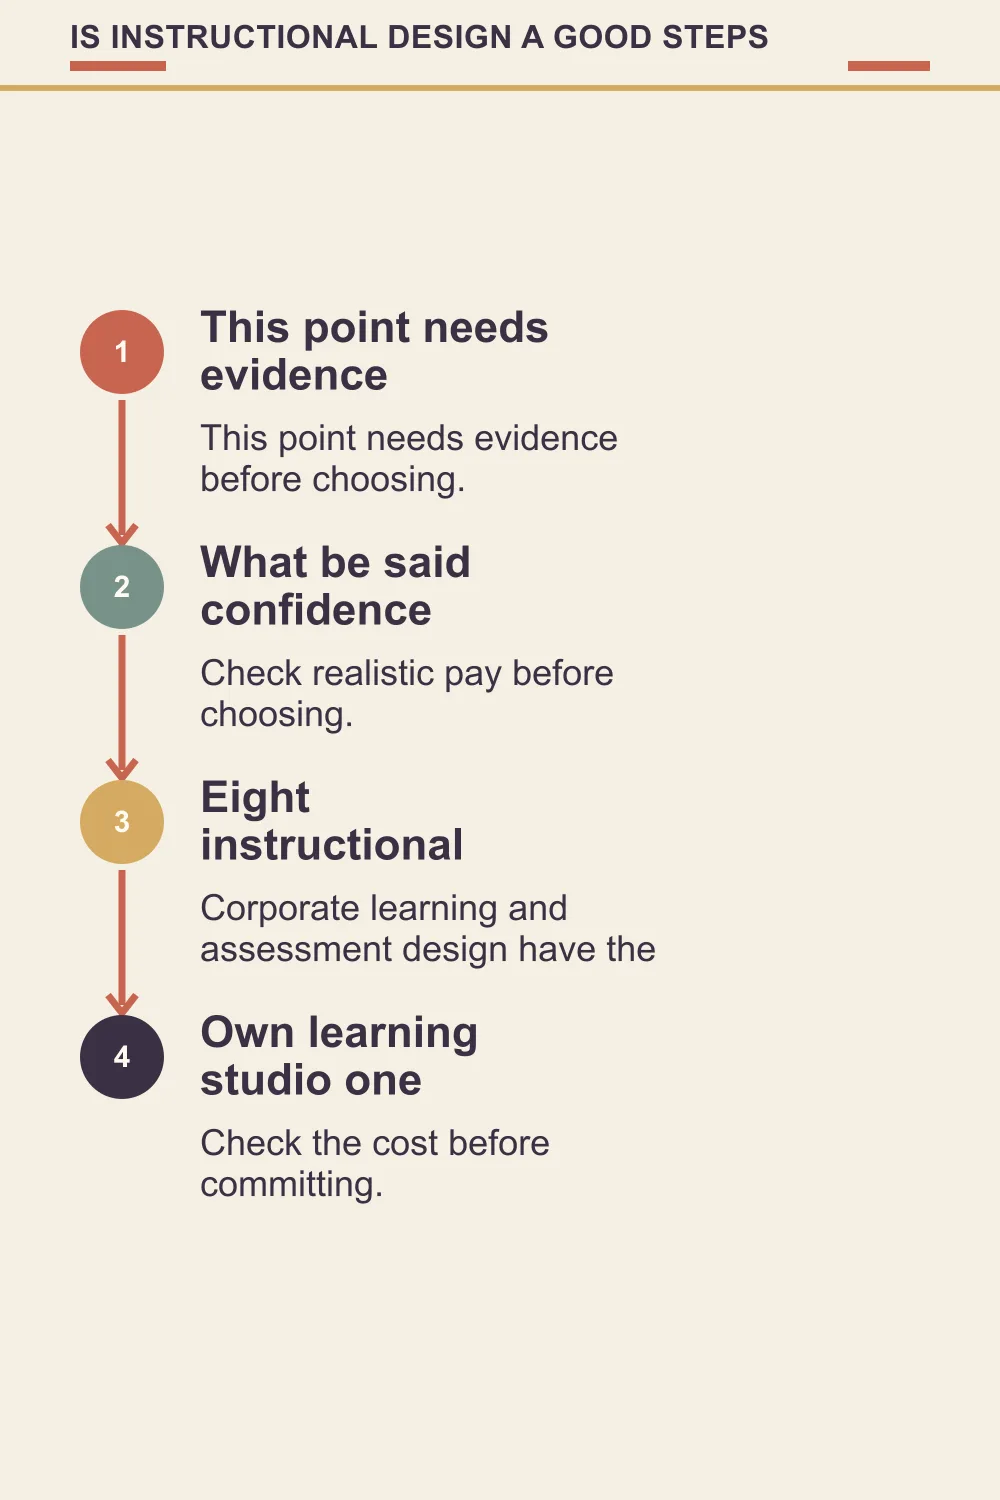 IS INSTRUCTIONAL DESIGN A GOOD STEPS
1
This point needs
evidence
This point needs evidence
before choosing.
2
What be said
confidence
Check realistic pay before
choosing.
3
Eight
instructional
Corporate learning and
assessment design have the
4
Own learning
studio one
Check the cost before
committing.